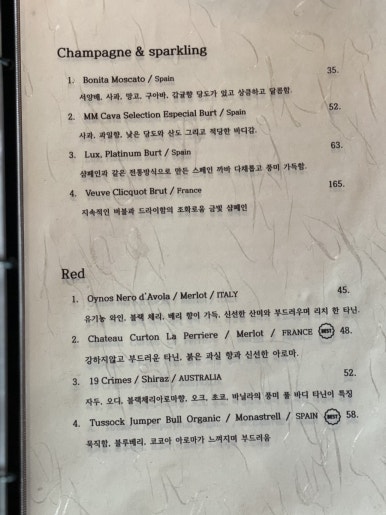 Champagne & sparkling
1. Bonita Moscato / Spain 35.
서양배, 사과, 망고, 구아바, 감귤향 당도가 있고 상큼하고 달콤함.
2. MM Cava Selection Especial Burt / Spain 52.
사과, 과일향, 낮은 당도와 산도 그리고 적당한 바디감.
3. Lux, Platinum Burt / Spain 63.
샴페인과 같은 전통방식으로 만든 스페인 까바 다채롭고 풍미 가득함.
4. Veuve Clicquot Brut / France 165.
지속적인 버블과 드라이함의 조화로움 금빛 샴페인
Red
1. Oynos Nero d'Avola / Merlot / ITALY 45.
유기농 와인, 블랙 체리, 베리 향이 가득, 신선한 산미와 부드러우며 리치 한 타닌.
2. Chateau Curton La Perriere / Merlot / FRANCE BEST 48.
강하지않고 부드러운 타닌, 붉은 과실 향과 신선한 아로마.
3. 19 Crimes / Shiraz / AUSTRALIA 52.
자두, 오디, 블랙체리아로마향, 오크, 초코, 바닐라의 풍미 풀 바디 타닌이 특징
4. Tussock Jumper Bull Organic / Monastrell / SPAIN BEST 58.
묵직함, 블루베리, 코코아 아로마가 느껴지며 부드러움